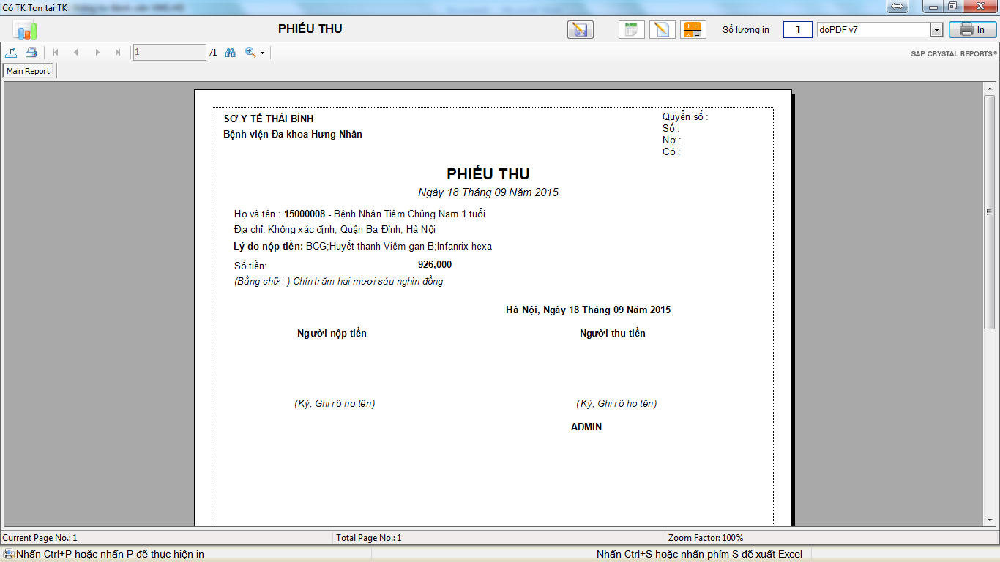 Có TK Ton tai TK
PHIẾU THU
Số lượng in 1 doPDF v7 In
1 /1
SAP CRYSTAL REPORTS®
Main Report
SỞ Y TẾ THÁI BÌNH
Bệnh viện Đa khoa Hưng Nhân
Quyển số :
Số :
Nợ :
Có :
PHIẾU THU
Ngày 18 Tháng 09 Năm 2015
Họ và tên : 15000008 - Bệnh Nhân Tiêm Chủng Nam 1 tuổi
Địa chỉ: Không xác định, Quận Ba Đình, Hà Nội
Lý do nộp tiền: BCG;Huyết thanh Viêm gan B;Infanrix hexa
Số tiền: 926,000
(Bằng chữ : ) Chín trăm hai mươi sáu nghìn đồng
Hà Nội, Ngày 18 Tháng 09 Năm 2015
Người nộp tiền Người thu tiền
(Ký, Ghi rõ họ tên) (Ký, Ghi rõ họ tên)
ADMIN
Current Page No.: 1 Total Page No.: 1 Zoom Factor: 100%
Nhấn Ctrl+P hoặc nhấn P để thực hiện in Nhấn Ctrl+S hoặc nhấn phím S để xuất Excel